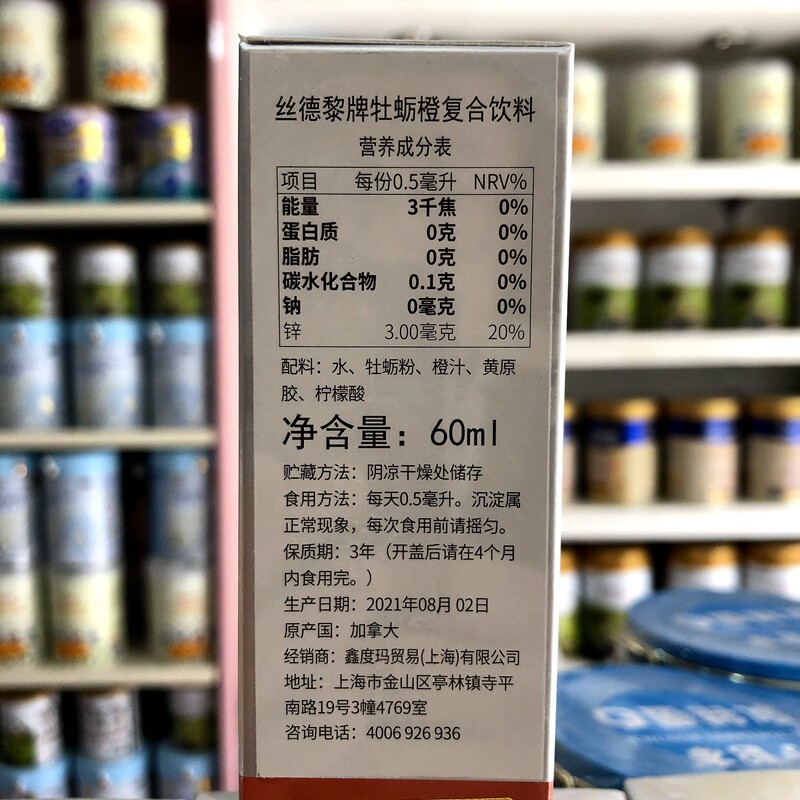 丝德黎牌牡蛎橙复合饮料
营养成分表
项目 每份0.5毫升 NRV%
能量 3千焦 0%
蛋白质 0克 0%
脂肪 0克 0%
碳水化合物 0.1克 0%
钠 0毫克 0%
锌 3.00毫克 20%
配料：水、牡蛎粉、橙汁、黄原
胶、柠檬酸
净含量：60ml
贮藏方法：阴凉干燥处储存
食用方法：每天0.5毫升。沉淀属
正常现象，每次食用前请摇匀。
保质期：3年（开盖后请在4个月
内食用完。）
生产日期：2021年08月 02日
原产国：加拿大
经销商：鑫度玛贸易(上海)有限公司
地址：上海市金山区亭林镇寺平
南路19号3幢4769室
咨询电话：4006 926 936